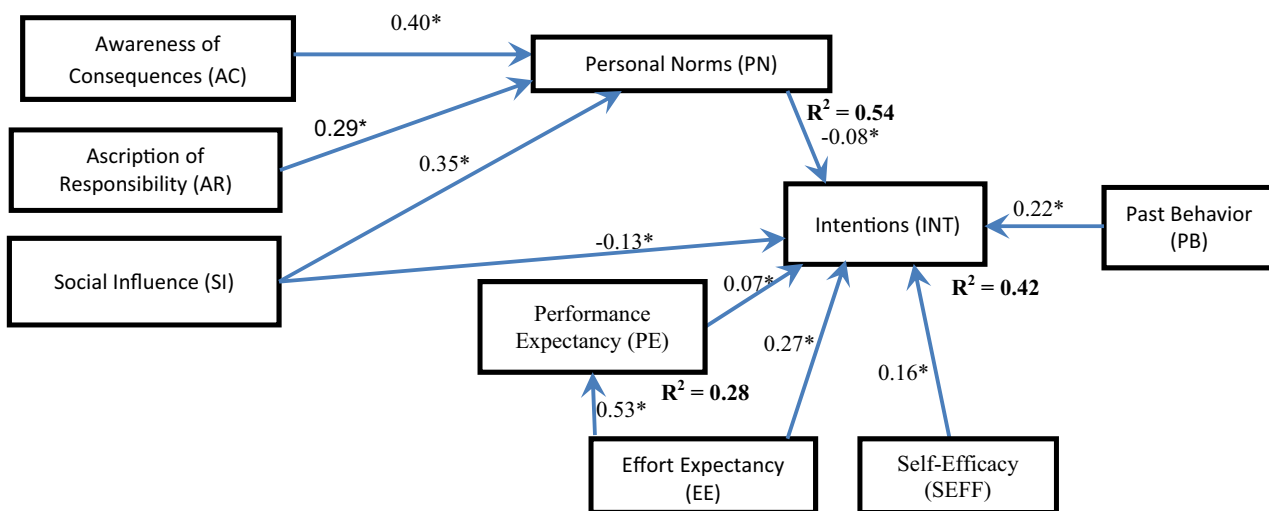 Awareness of
Consequences (AC)
0.40*
Personal Norms (PN)
R² = 0.54
-0.08*
Ascription of
Responsibility (AR)
0.29*
0.35*
Social Influence (SI)
-0.13*
Intentions (INT)
0.22*
Past Behavior
(PB)
R² = 0.42
Performance
Expectancy (PE)
0.07*
R² = 0.28
0.27*
0.16*
0.53*
Effort Expectancy
(EE)
Self-Efficacy
(SEFF)